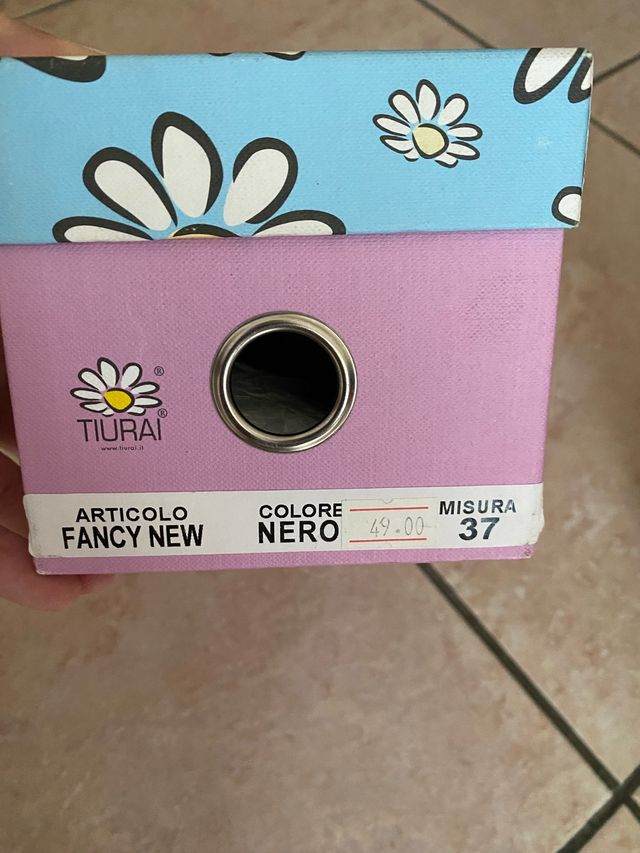 ®
TIURAI®
www.tiurai.it
ARTICOLO
FANCY NEW
COLORE
NERO
49.00
MISURA
37